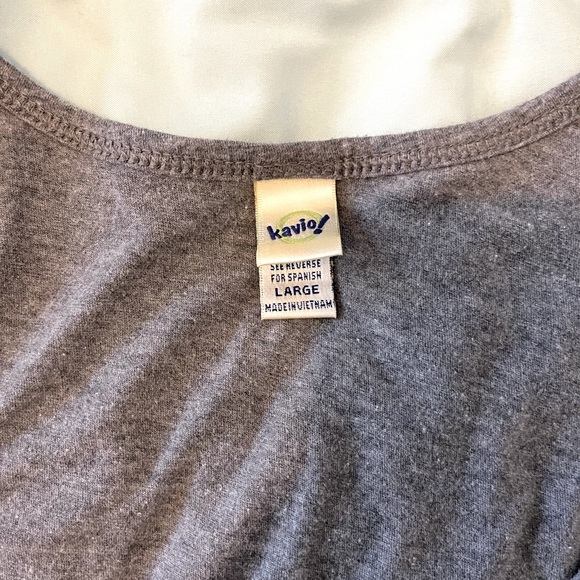 kavio!
SEE REVERSE
FOR SPANISH
LARGE
MADE IN VIETNAM